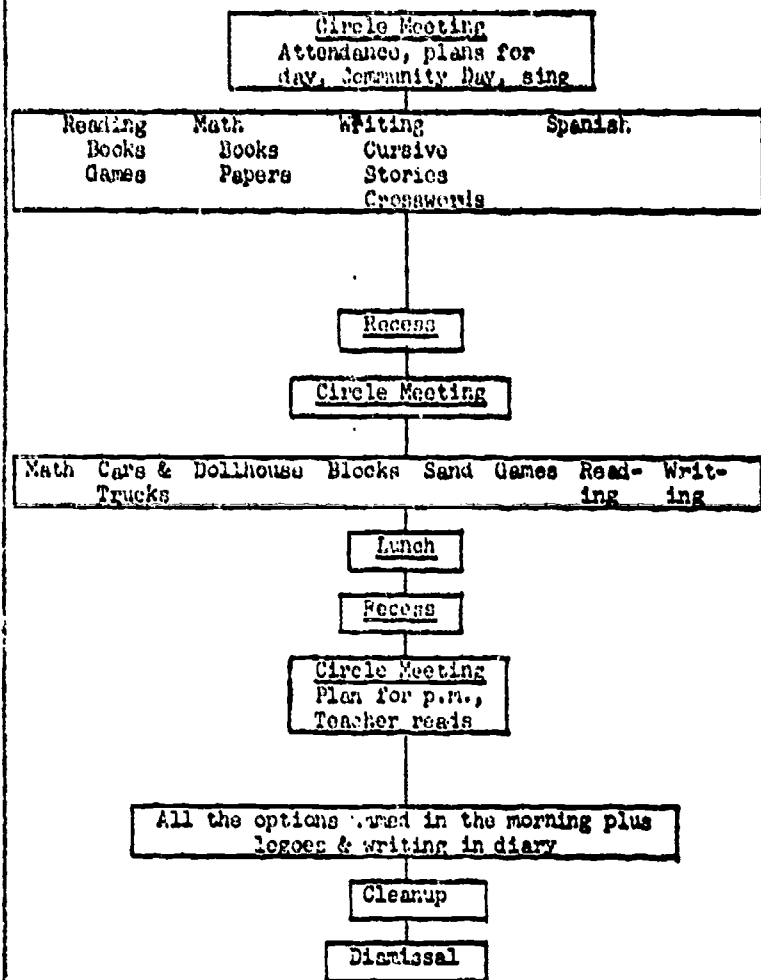 Circle Meeting
Attendance, plans for
day, Community Day, sing
Reading Math Writing Spanish
Books Books Cursive
Games Papers Stories
Crosswords
Recess
Circle Meeting
Math Cars & Dollhouse Blocks Sand Games Read- Writ-
Trucks ing ing
Lunch
Recess
Circle Meeting
Plan for p.m.,
Teacher reads
All the options named in the morning plus
legoes & writing in diary
Cleanup
Dismissal